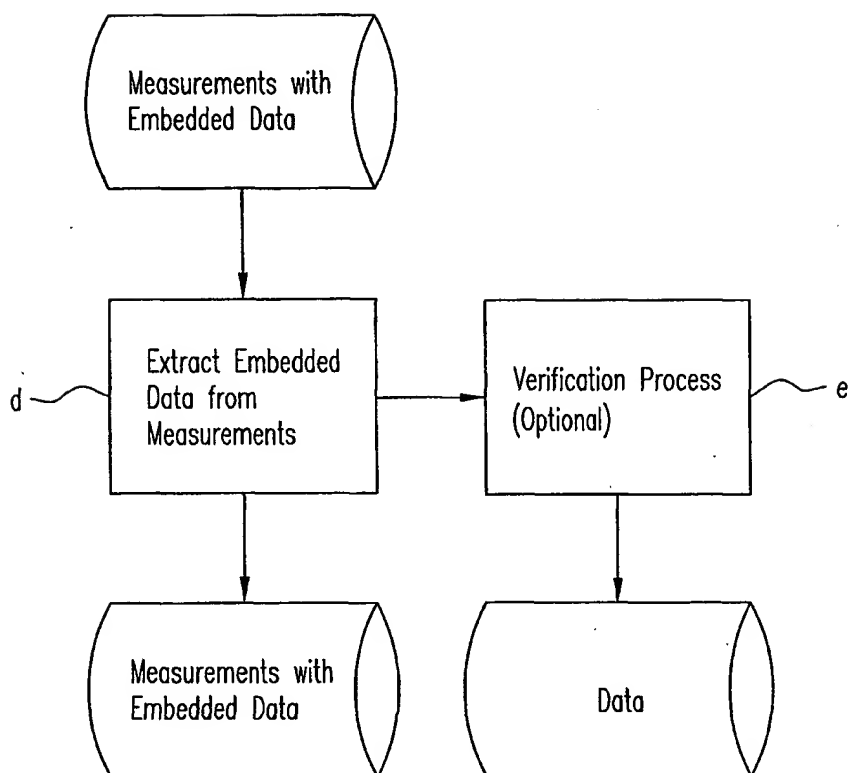 Measurements with
Embedded Data
Extract Embedded
Data from
Measurements
d
Verification Process
(Optional)
e
Measurements with
Embedded Data
Data